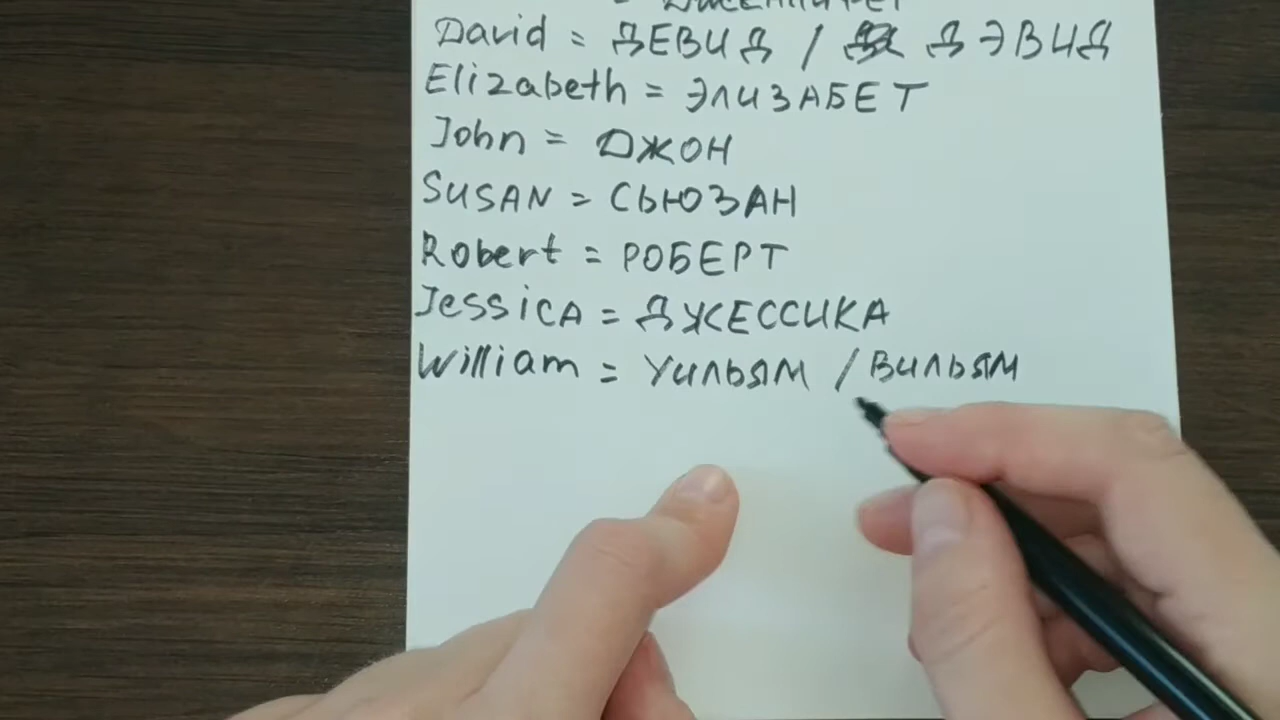 David = ДЕВИД / ДЭВИД
Elizabeth = ЭЛИЗАБЕТ
John = ДЖОН
SUSAN = СЬЮЗАН
Robert = РОБЕРТ
JessicA = ДЖЕССИКА
William = Уильям / Вильям